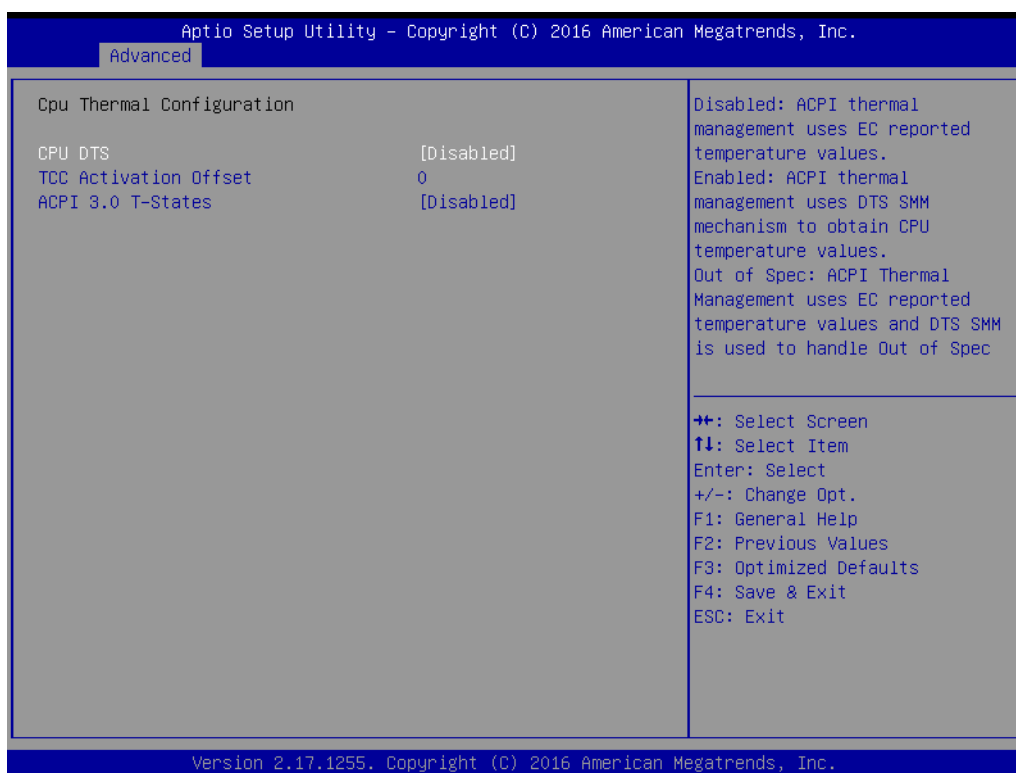 Aptio Setup Utility – Copyright (C) 2016 American Megatrends, Inc.
Advanced
Cpu Thermal Configuration
CPU DTS [Disabled]
TCC Activation Offset 0
ACPI 3.0 T-States [Disabled]
Disabled: ACPI thermal
management uses EC reported
temperature values.
Enabled: ACPI thermal
management uses DTS SMM
mechanism to obtain CPU
temperature values.
Out of Spec: ACPI Thermal
Management uses EC reported
temperature values and DTS SMM
is used to handle Out of Spec
→←: Select Screen
↑↓: Select Item
Enter: Select
+/-: Change Opt.
F1: General Help
F2: Previous Values
F3: Optimized Defaults
F4: Save & Exit
ESC: Exit
Version 2.17.1255. Copyright (C) 2016 American Megatrends, Inc.